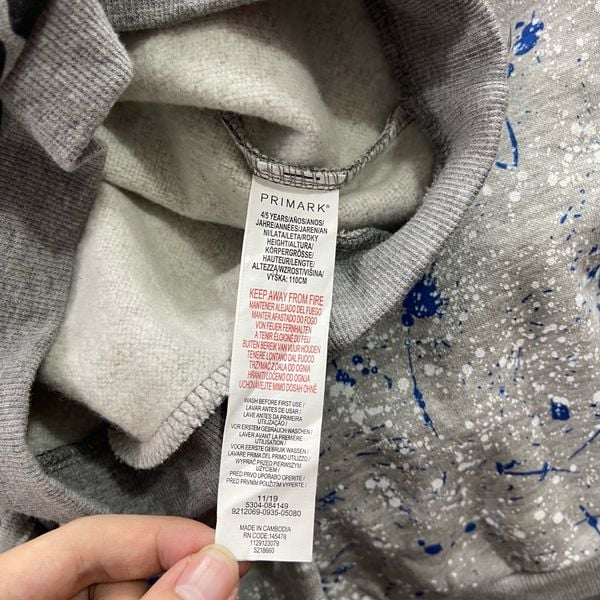 PRIMARK®
4/5 YEARS/AÑOS/ANOS/
JAHRE/ANNÉES/JAREN/AN
NI/LATA/LETA/ROKY
HEIGHT/ALTURA/
KÖRPERGRÖSSE/
HAUTEUR/LENGTE/
ALTEZZA/WZROST/VIŠINA/
VÝŠKA: 110CM
KEEP AWAY FROM FIRE
MANTENER ALEJADO DEL FUEGO
MANTER AFASTADO DO FOGO
VON FEUER FERNHALTEN
A TENIR ÉLOIGNÉ DU FEU
BUITEN BEREIK VAN VUUR HOUDEN
TENERE LONTANO DAL FUOCO
TRZYMAĆ Z DALA OD OGNIA
HRANITI LOČENO OD OGNJA
UCHOVÁVEJTE MIMO DOSAH OHNĚ
WASH BEFORE FIRST USE /
LAVAR ANTES DE USAR /
LAVE ANTES DA PRIMEIRA
UTILIZAÇÃO /
VOR ERSTEM GEBRAUCH WASCHEN /
LAVER AVANT LA PREMIÈRE
UTILISATION /
VOOR EERSTE GEBRUIK WASSEN /
LAVARE PRIMA DEL PRIMO UTILIZZO /
WYPRAĆ PRZED PIERWSZYM
UŻYCIEM /
PRED PRVO UPORABO OPERITE /
PŘED PRVNÍM POUŽITÍM VYPERTE /
11/19
5304-084149
9212069-0935-05080
MADE IN CAMBODIA
RN CODE:145478
1129123079
5218660